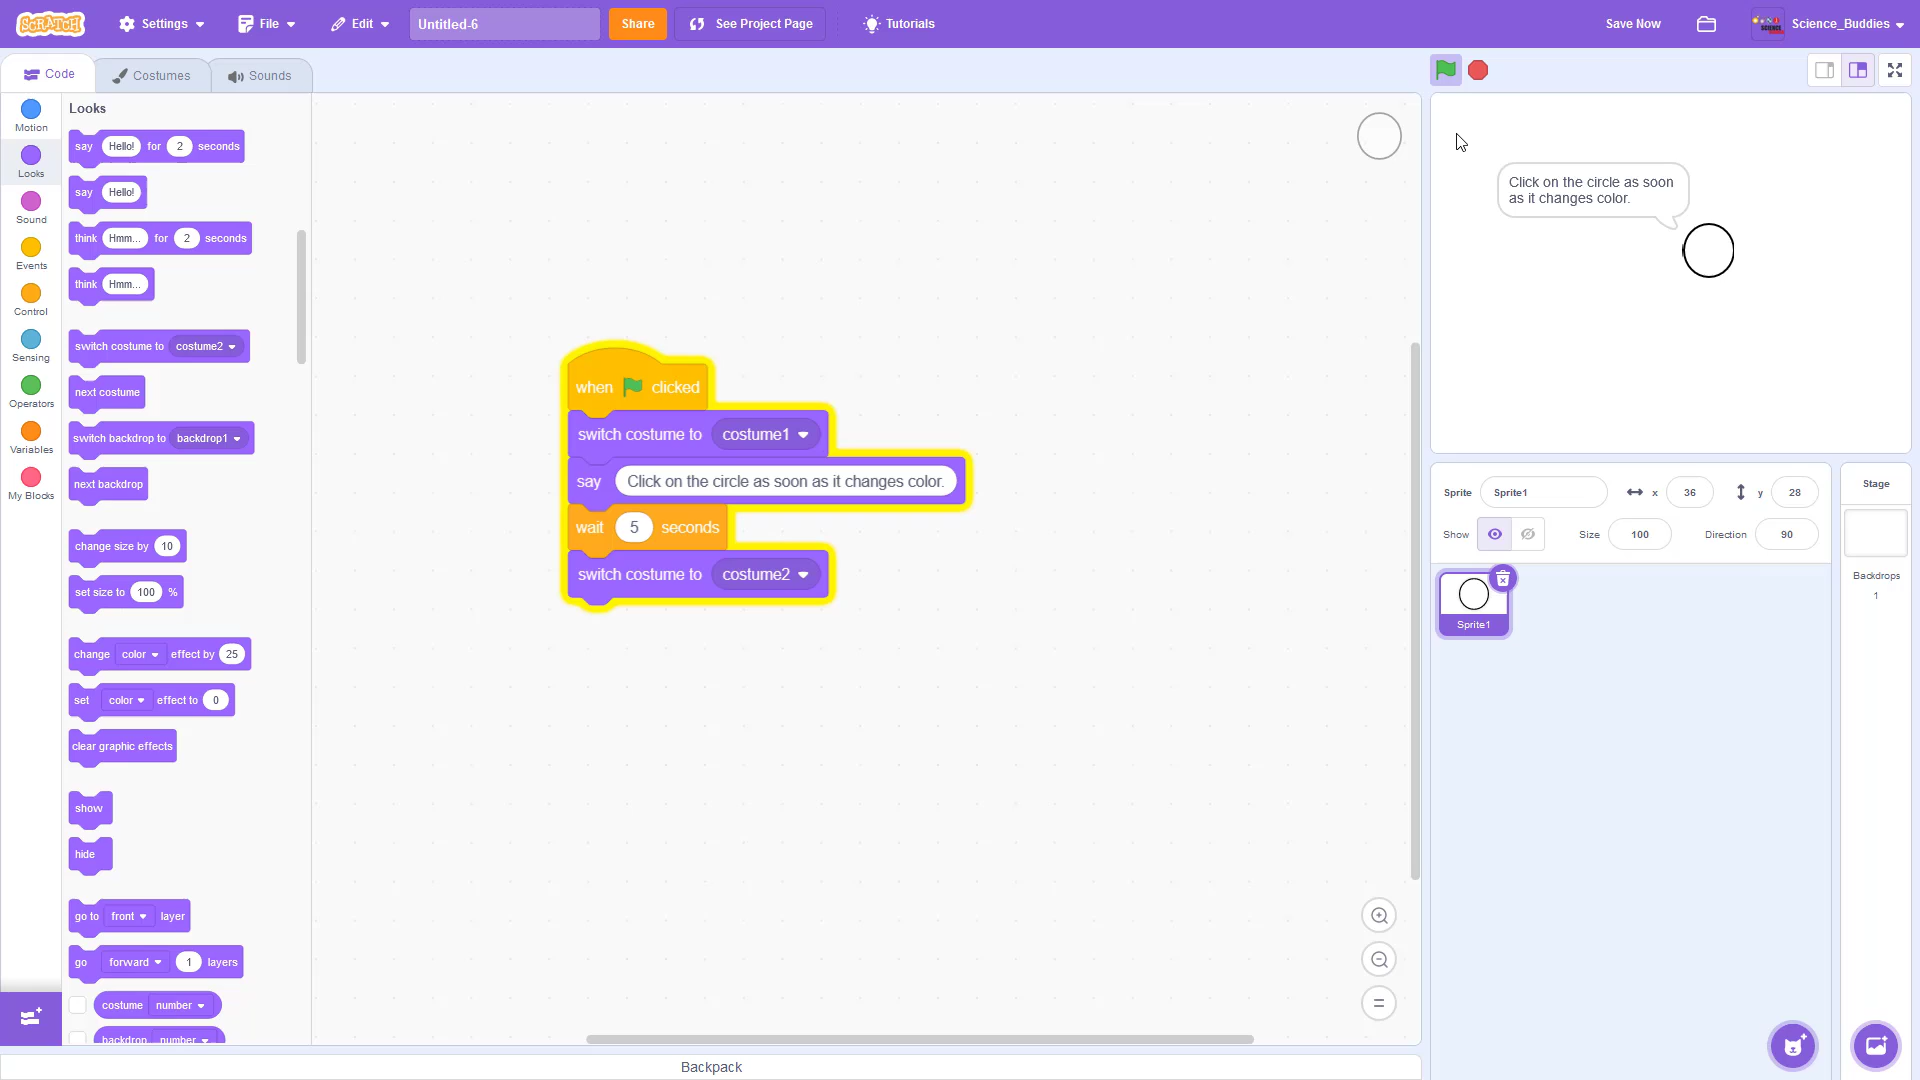 SCRATCH Settings File Edit Untitled-6 Share See Project Page Tutorials Save Now Science_Buddies
Code Costumes Sounds
Motion
Looks
Sound
Events
Control
Sensing
Operators
Variables
My Blocks
Looks
say Hello! for 2 seconds
say Hello!
think Hmm... for 2 seconds
think Hmm...
switch costume to costume2
next costume
switch backdrop to backdrop1
next backdrop
change size by 10
set size to 100 %
change color effect by 25
set color effect to 0
clear graphic effects
show
hide
go to front layer
go forward 1 layers
costume number
backdrop number
when clicked
switch costume to costume1
say Click on the circle as soon as it changes color.
wait 5 seconds
switch costume to costume2
Click on the circle as soon
as it changes color.
Sprite Sprite1 x 36 y 28
Show Size 100 Direction 90
Sprite1
Stage
Backdrops
1
Backpack